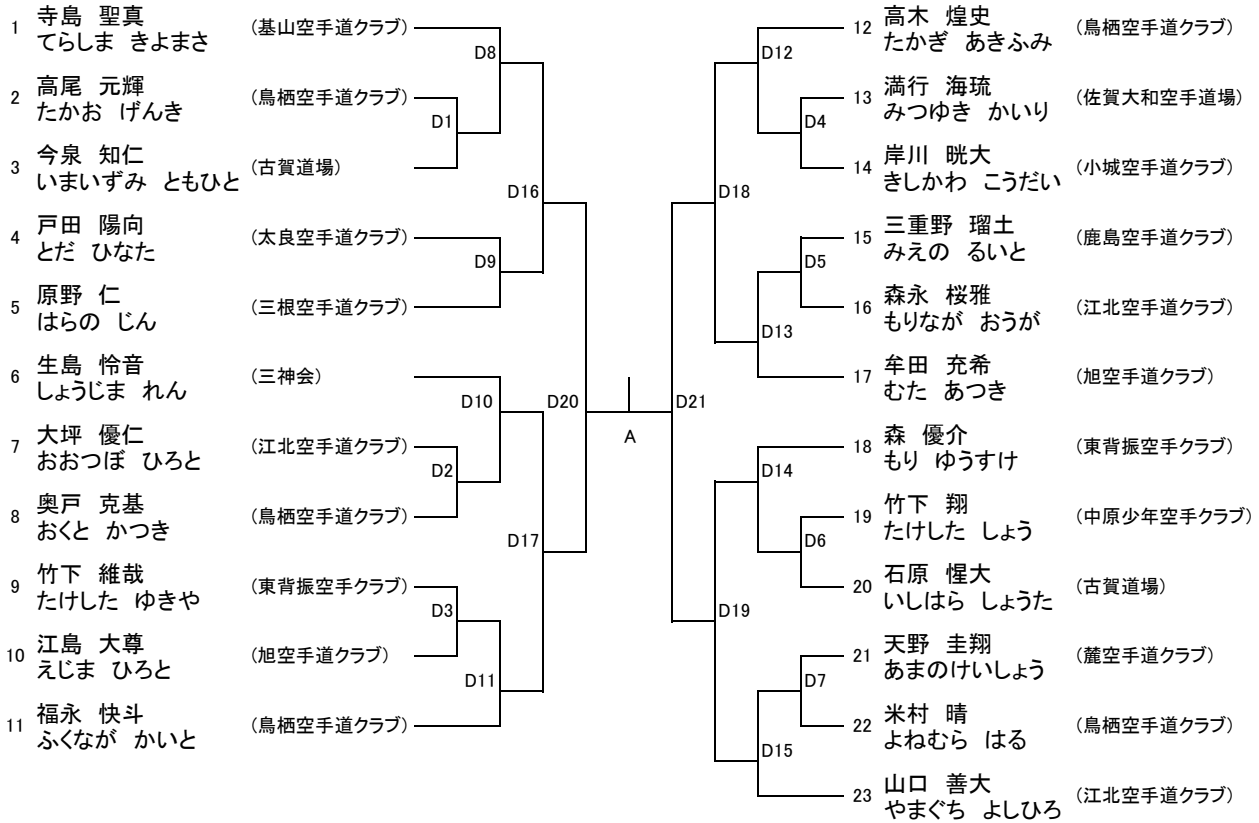 1 寺島 聖真 (基山空手道クラブ)
てらしま きよまさ
2 高尾 元輝 (鳥栖空手道クラブ)
たかお げんき
3 今泉 知仁 (古賀道場)
いまいずみ ともひと
4 戸田 陽向 (太良空手道クラブ)
とだ ひなた
5 原野 仁 (三根空手道クラブ)
はらの じん
6 生島 怜音 (三神会)
しょうじま れん
7 大坪 優仁 (江北空手道クラブ)
おおつぼ ひろと
8 奥戸 克基 (鳥栖空手道クラブ)
おくと かつき
9 竹下 維哉 (東背振空手クラブ)
たけした ゆきや
10 江島 大尊 (旭空手道クラブ)
えじま ひろと
11 福永 快斗 (鳥栖空手道クラブ)
ふくなが かいと
D8
D1
D16
D9
D10
D20
D2
D17
D3
D11
A
D12
D4
D18
D5
D13
D21
D14
D6
D19
D7
D15
12 高木 煌史 (鳥栖空手道クラブ)
たかぎ あきふみ
13 満行 海琉 (佐賀大和空手道場)
みつゆき かいり
14 岸川 晄大 (小城空手道クラブ)
きしかわ こうだい
15 三重野 瑠土 (鹿島空手道クラブ)
みえの るいと
16 森永 桜雅 (江北空手道クラブ)
もりなが おうが
17 牟田 充希 (旭空手道クラブ)
むた あつき
18 森 優介 (東背振空手クラブ)
もり ゆうすけ
19 竹下 翔 (中原少年空手クラブ)
たけした しょう
20 石原 惺大 (古賀道場)
いしはら しょうた
21 天野 圭翔 (麓空手道クラブ)
あまのけいしょう
22 米村 晴 (鳥栖空手道クラブ)
よねむら はる
23 山口 善大 (江北空手道クラブ)
やまぐち よしひろ